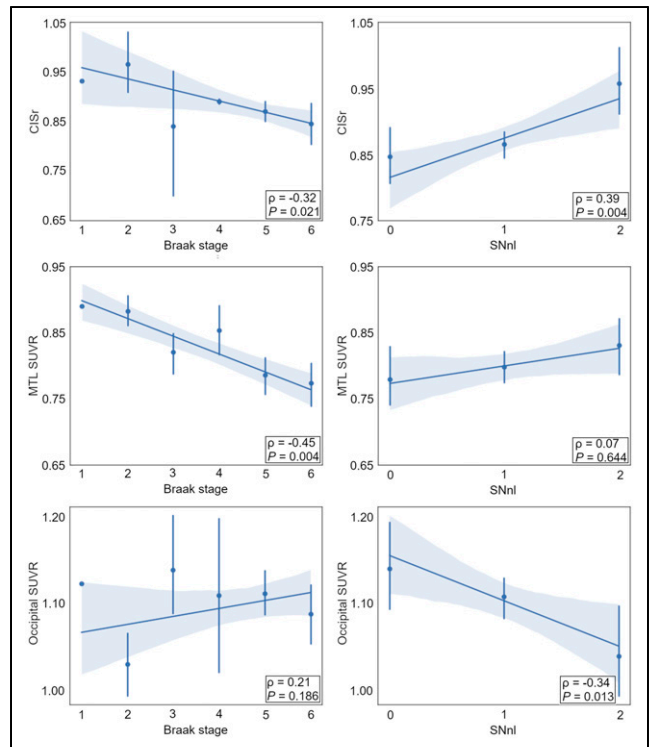 1.05
0.95
0.85
0.75
0.65
CISr
1 2 3 4 5 6
Braak stage
ρ = -0.32
P = 0.021
1.05
0.95
0.85
0.75
CISr
0 1 2
SNnl
ρ = 0.39
P = 0.004
0.95
0.85
0.75
0.65
MTL SUVR
1 2 3 4 5 6
Braak stage
ρ = -0.45
P = 0.004
0.95
0.85
0.75
0.65
MTL SUVR
0 1 2
SNnl
ρ = 0.07
P = 0.644
1.20
1.10
1.00
Occipital SUVR
1 2 3 4 5 6
Braak stage
ρ = 0.21
P = 0.186
1.20
1.10
1.00
Occipital SUVR
0 1 2
SNnl
ρ = -0.34
P = 0.013